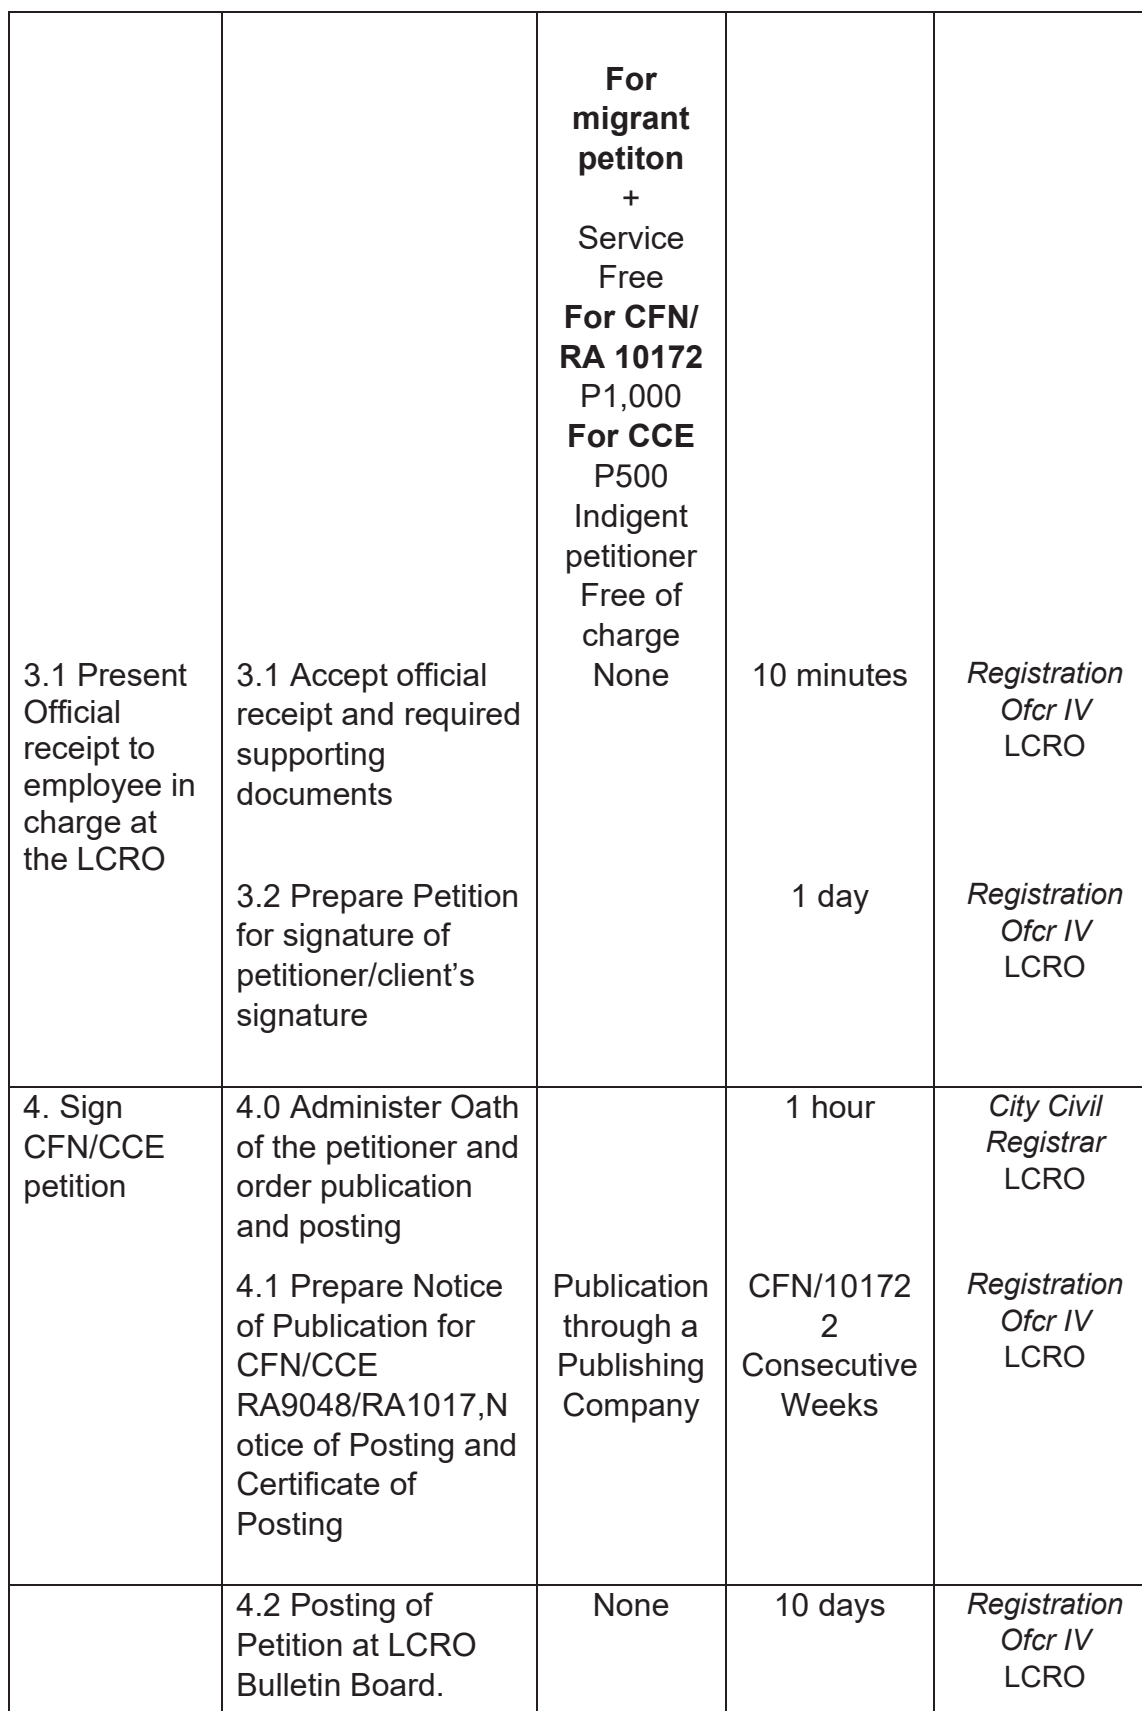 For
migrant
petiton
+
Service
Free
For CFN/
RA 10172
P1,000
For CCE
P500
Indigent
petitioner
Free of
charge
3.1 Present
Official
receipt to
employee in
charge at
the LCRO
3.1 Accept official
receipt and required
supporting
documents
None
10 minutes
Registration
Ofcr IV
LCRO
3.2 Prepare Petition
for signature of
petitioner/client’s
signature
1 day
Registration
Ofcr IV
LCRO
4. Sign
CFN/CCE
petition
4.0 Administer Oath
of the petitioner and
order publication
and posting
1 hour
City Civil
Registrar
LCRO
4.1 Prepare Notice
of Publication for
CFN/CCE
RA9048/RA1017,N
otice of Posting and
Certificate of
Posting
Publication
through a
Publishing
Company
CFN/10172
2
Consecutive
Weeks
Registration
Ofcr IV
LCRO
4.2 Posting of
Petition at LCRO
Bulletin Board.
None
10 days
Registration
Ofcr IV
LCRO